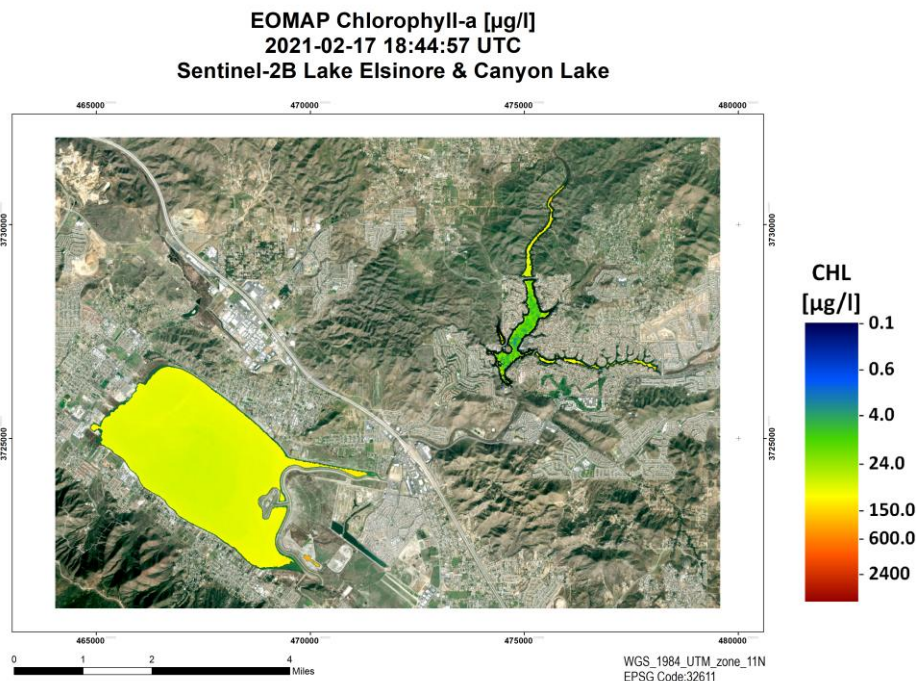 EOMAP Chlorophyll-a [µg/l]
2021-02-17 18:44:57 UTC
Sentinel-2B Lake Elsinore & Canyon Lake
465000
470000
475000
480000
3730000
3730000
3725000
3725000
CHL
[µg/l]
0.1
0.6
4.0
24.0
150.0
600.0
2400
465000
470000
475000
480000
0 1 2 4
Miles
WGS_1984_UTM_zone_11N
EPSG Code:32611